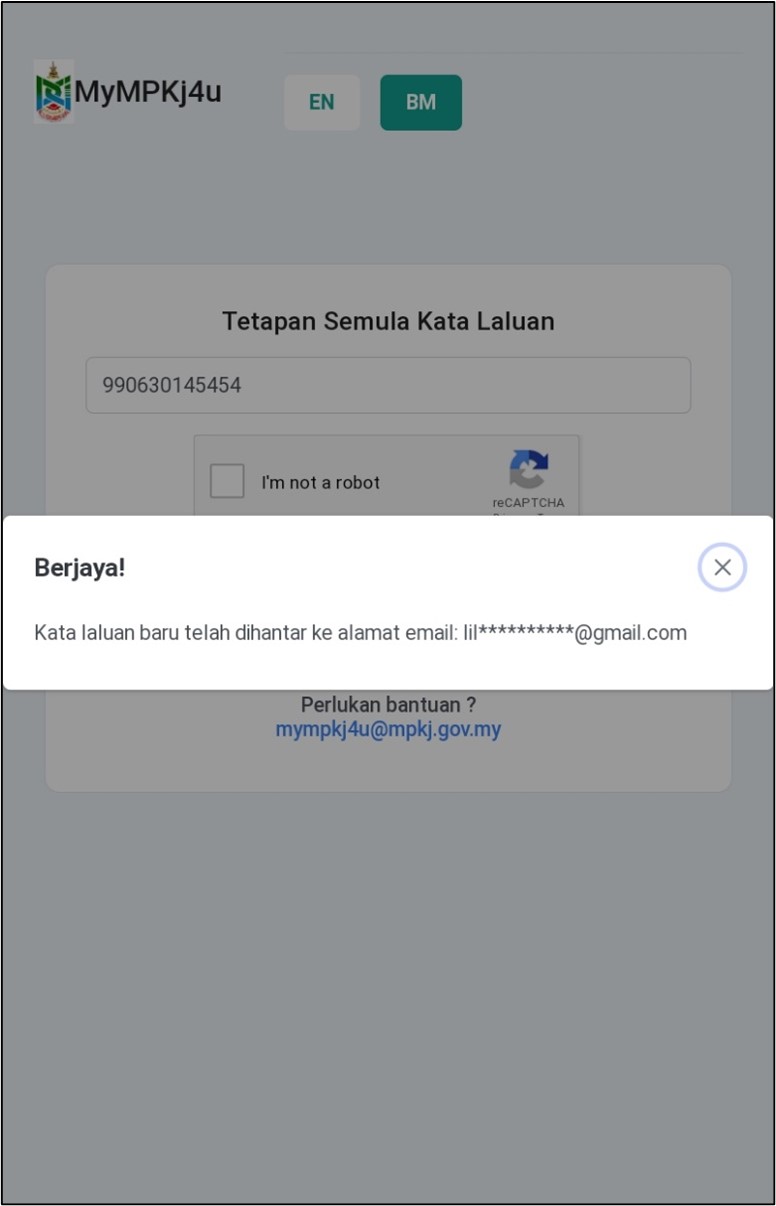 MyMPKj4u
EN
BM
Tetapan Semula Kata Laluan
990630145454
I'm not a robot
reCAPTCHA
Berjaya!
Kata laluan baru telah dihantar ke alamat email: lil**********@gmail.com
Perlukan bantuan ?
mympkj4u@mpkj.gov.my